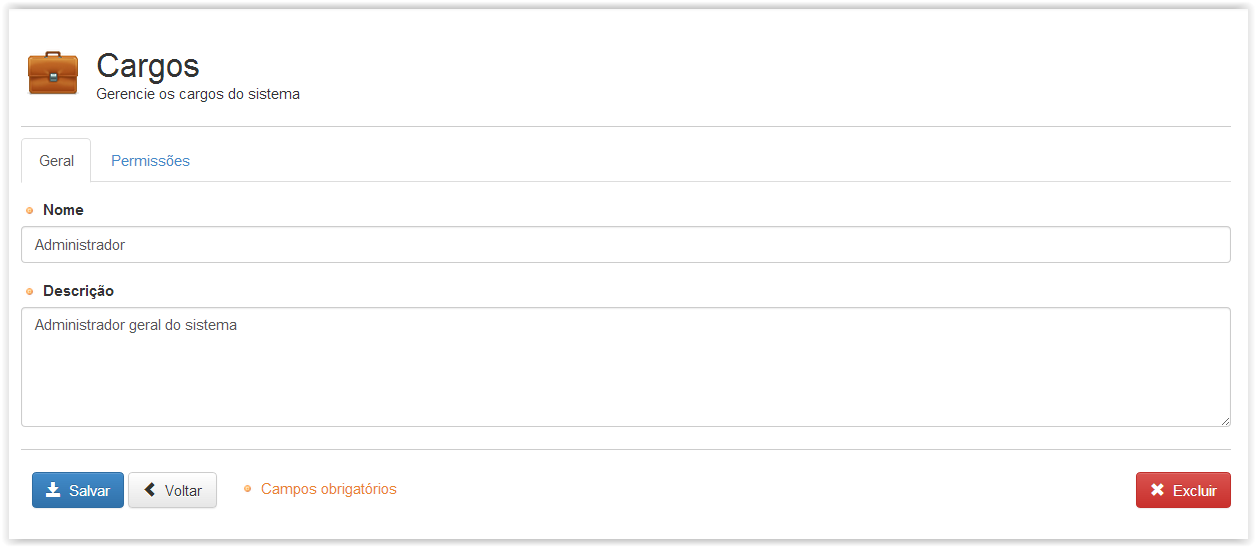 Cargos
Gerencie os cargos do sistema
Geral Permissões
Nome
Administrador
Descrição
Administrador geral do sistema
Salvar Voltar Campos obrigatórios Excluir